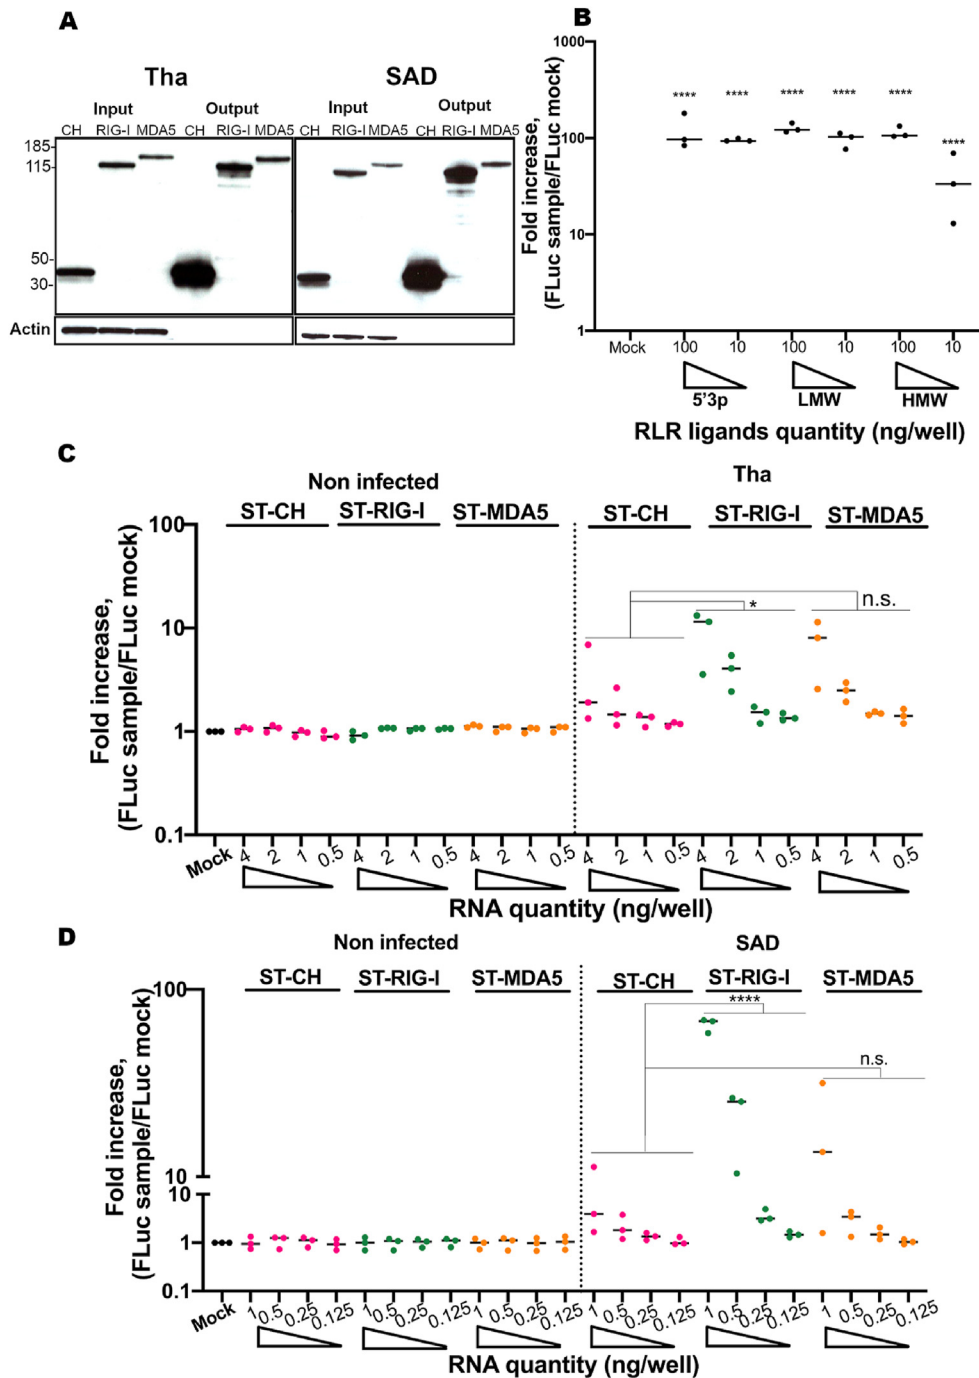 A
Tha
SAD
Input
Output
Input
Output
CH RIG-I MDA5 CH RIG-I MDA5
CH RIG-I MDA5 CH RIG-I MDA5
185-
115-
50-
30-
Actin
B
Fold increase,
(FLuc sample/FLuc mock)
1000
100
10
1
**** **** **** **** **** ****
Mock 100 10 100 10 100 10
5'3p LMW HMW
RLR ligands quantity (ng/well)
C
Non infected
Tha
ST-CH ST-RIG-I ST-MDA5 ST-CH ST-RIG-I ST-MDA5
Fold increase,
(FLuc sample/FLuc mock)
100
10
1
0.1
* n.s.
Mock 4 2 1 0.5 4 2 1 0.5 4 2 1 0.5 4 2 1 0.5 4 2 1 0.5 4 2 1 0.5
RNA quantity (ng/well)
D
Non infected
SAD
ST-CH ST-RIG-I ST-MDA5 ST-CH ST-RIG-I ST-MDA5
Fold increase,
(FLuc sample/FLuc mock)
100
10
10
1
0.1
****
n.s.
Mock 1 0.5 0.25 0.125 1 0.5 0.25 0.125 1 0.5 0.25 0.125 1 0.5 0.25 0.125 1 0.5 0.25 0.125 1 0.5 0.25 0.125
RNA quantity (ng/well)